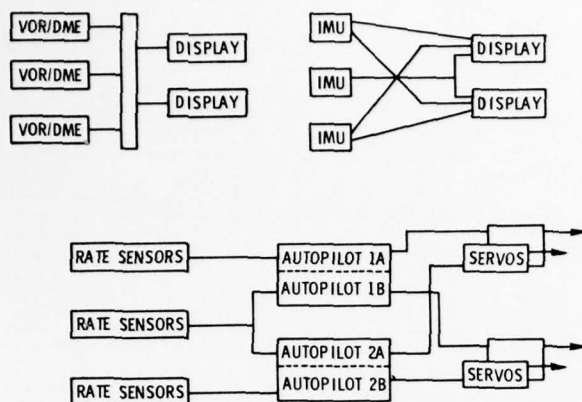 VOR/DME
VOR/DME
VOR/DME
DISPLAY
DISPLAY
IMU
IMU
IMU
DISPLAY
DISPLAY
RATE SENSORS
RATE SENSORS
RATE SENSORS
AUTOPILOT 1A
AUTOPILOT 1B
AUTOPILOT 2A
AUTOPILOT 2B
SERVOS
SERVOS